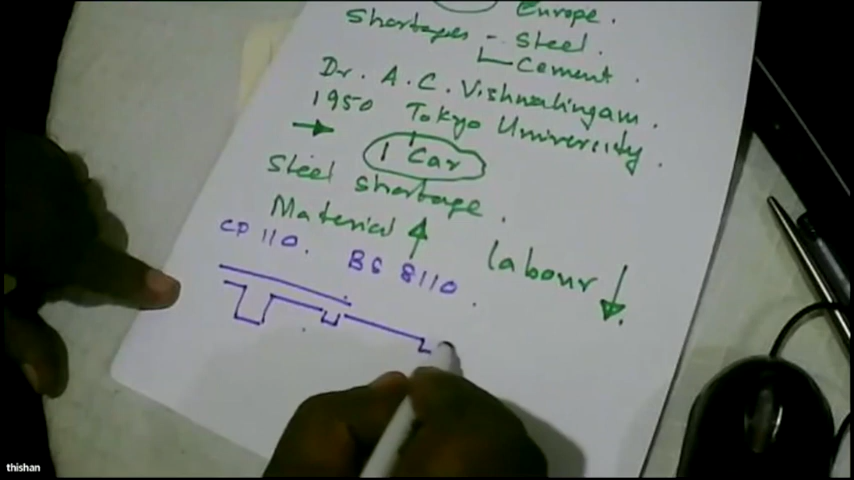 Europe.
Shortages - Steel.
Cement.
Dr. A. C. Vishnalingam.
1950 Tokyo University.
1 Car
Steel shortage.
Material
labour
CP 110. BS 8110.
thishan